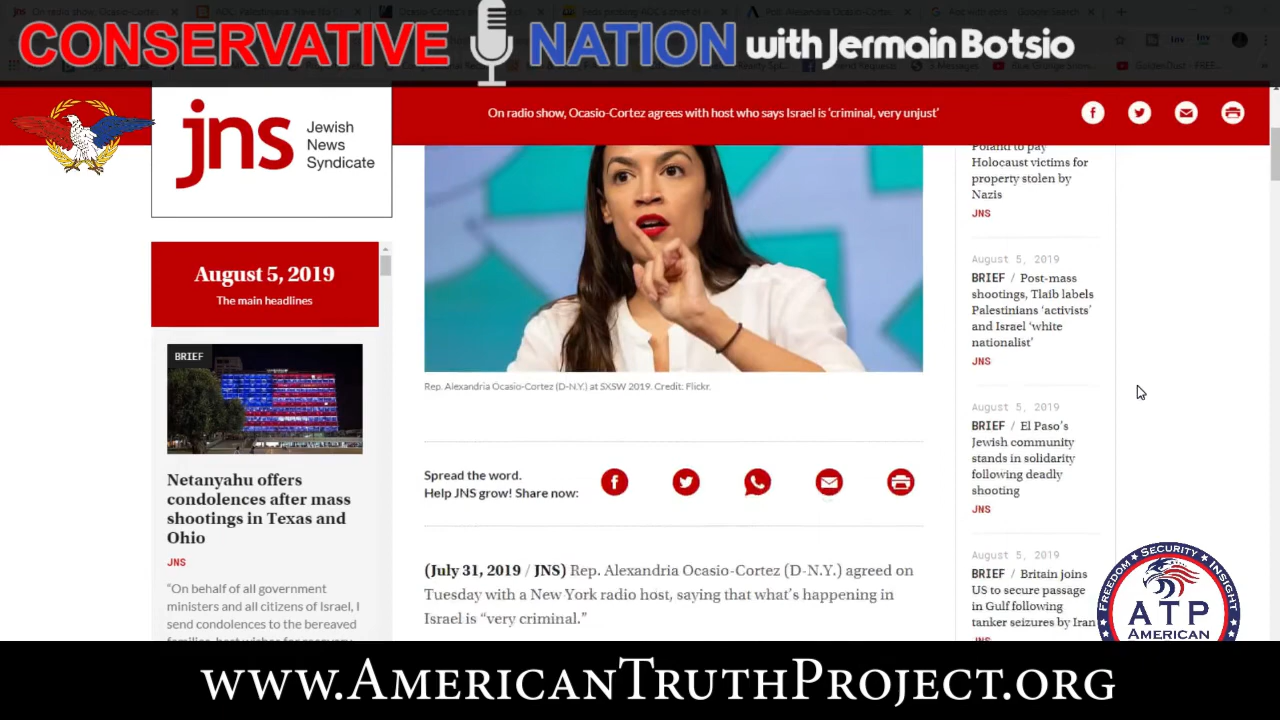 CONSERVATIVE NATION with Jermain Botsio
jns
Jewish
News
Syndicate
On radio show, Ocasio-Cortez agrees with host who says Israel is 'criminal, very unjust'
August 5, 2019
The main headlines
BRIEF
Netanyahu offers
condolences after mass
shootings in Texas and
Ohio
JNS
“On behalf of all government
ministers and all citizens of Israel, I
send condolences to the bereaved
Rep. Alexandria Ocasio-Cortez (D-N.Y.) at SXSW 2019. Credit: Flickr.
Spread the word.
Help JNS grow! Share now:
(July 31, 2019 / JNS) Rep. Alexandria Ocasio-Cortez (D-N.Y.) agreed on
Tuesday with a New York radio host, saying that what’s happening in
Israel is “very criminal.”
Poland to pay
Holocaust victims for
property stolen by
Nazis
JNS
August 5, 2019
BRIEF / Post-mass
shootings, Tlaib labels
Palestinians ‘activists’
and Israel ‘white
nationalist’
JNS
August 5, 2019
BRIEF / El Paso’s
Jewish community
stands in solidarity
following deadly
shooting
JNS
August 5, 2019
BRIEF / Britain joins
US to secure passage
in Gulf following
tanker seizures by Iran
FREEDOM SECURITY INSIGHT
ATP
AMERICAN
www.AmericanTruthProject.org